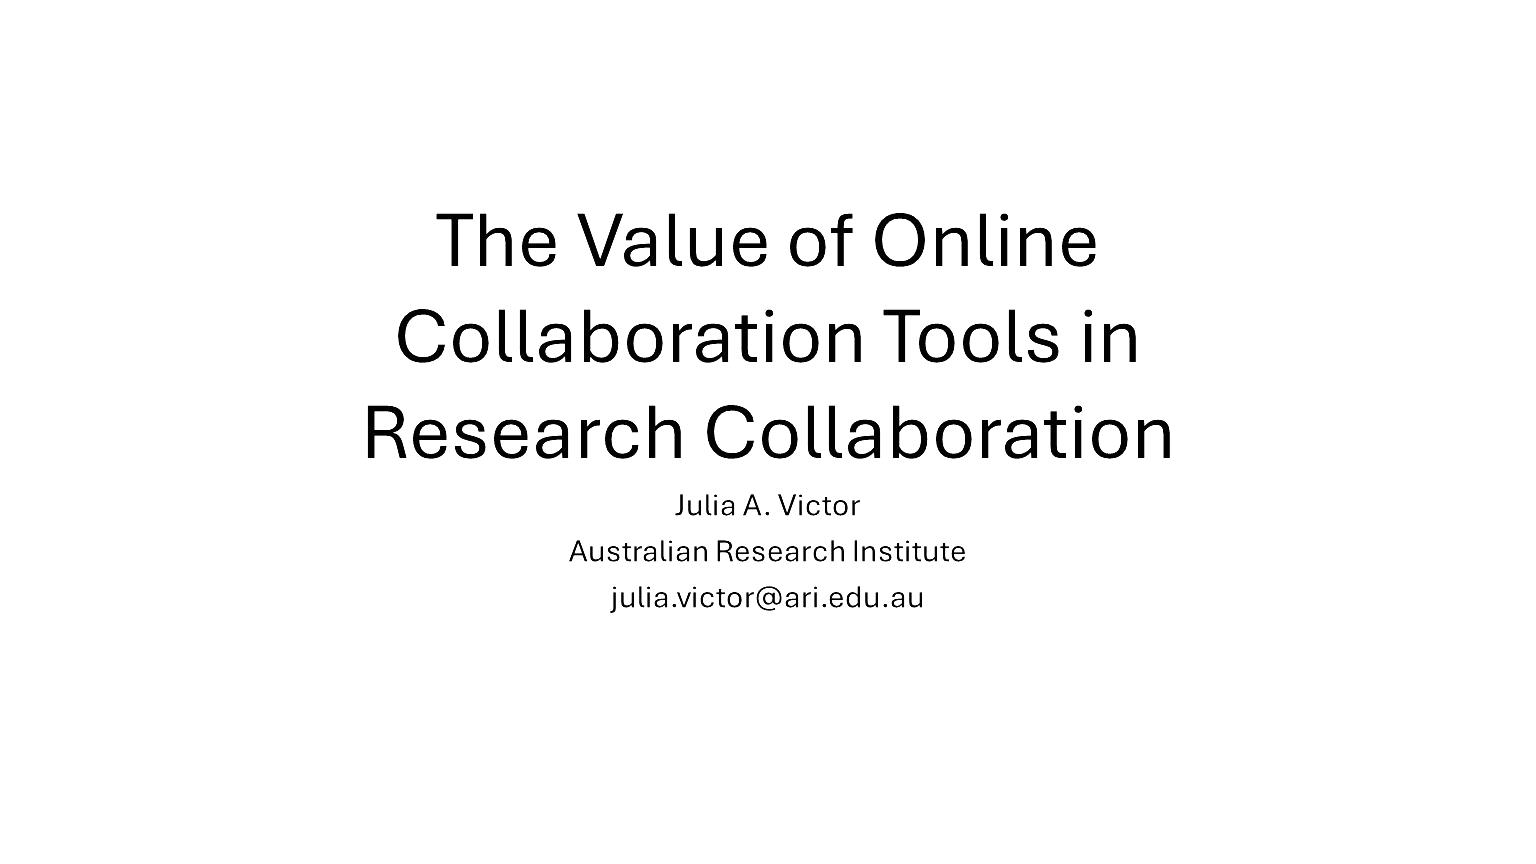 The Value of Online
Collaboration Tools in
Research Collaboration
Julia A. Victor
Australian Research Institute
julia.victor@ari.edu.au